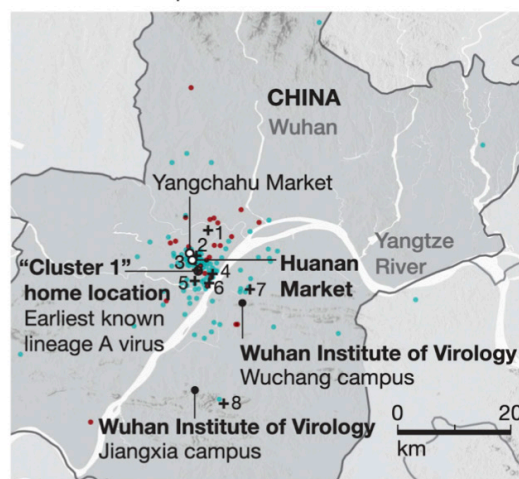 CHINA
Wuhan
Yangchahu Market
+1
2
3
4
5
+6
+7
"Cluster 1"
home location
Earliest known
lineage A virus
Huanan
Market
Yangtze
River
Wuhan Institute of Virology
Wuchang campus
+8
Wuhan Institute of Virology
Jiangxia campus
0 20
km